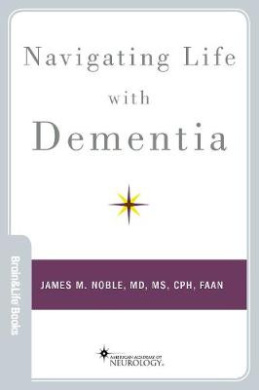 Navigating Life
with
Dementia
Brain&Life Books
JAMES M. NOBLE, MD, MS, CPH, FAAN
AMERICAN ACADEMY OF
NEUROLOGY®